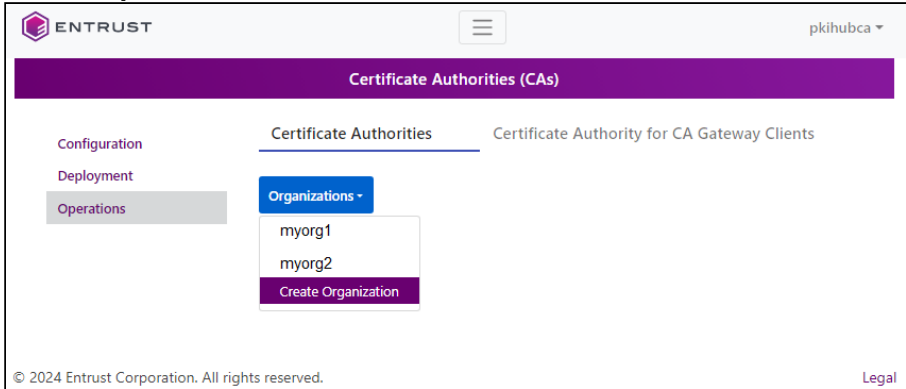 ENTRUST
pkihubca
Certificate Authorities (CAs)
Certificate Authorities
Certificate Authority for CA Gateway Clients
Configuration
Deployment
Operations
Organizations
myorg1
myorg2
Create Organization
© 2024 Entrust Corporation. All rights reserved.
Legal